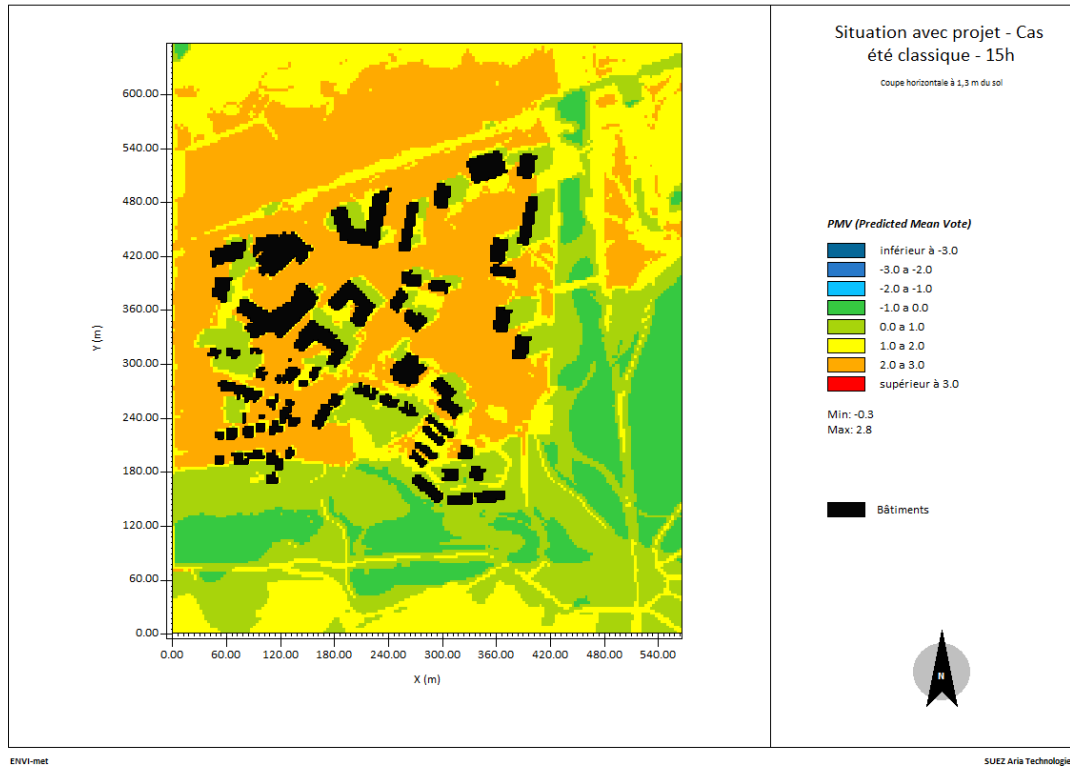 Situation avec projet - Cas
été classique - 15h
Coupe horizontale à 1,3 m du sol
600.00
540.00
480.00
420.00
360.00
300.00
240.00
180.00
120.00
60.00
0.00
Y (m)
0.00 60.00 120.00 180.00 240.00 300.00 360.00 420.00 480.00 540.00
X (m)
PMV (Predicted Mean Vote)
inférieur à -3.0
-3.0 a -2.0
-2.0 a -1.0
-1.0 a 0.0
0.0 a 1.0
1.0 a 2.0
2.0 a 3.0
supérieur à 3.0
Min: -0.3
Max: 2.8
Bâtiments
N
ENVI-met
SUEZ Aria Technologie